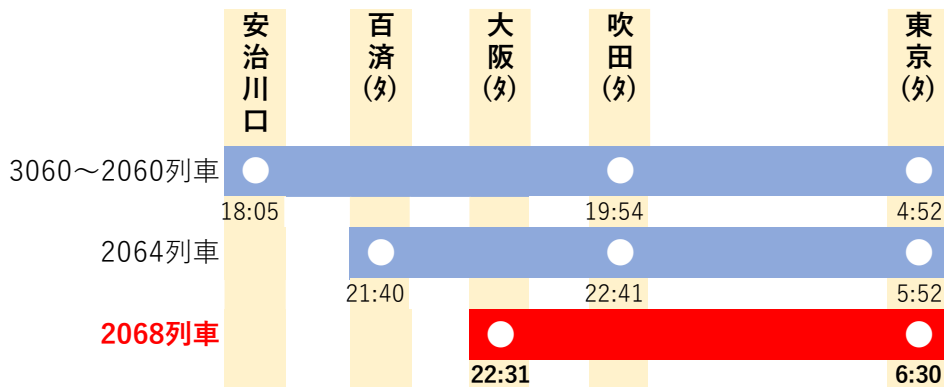 安治川口
百済(ﾀ)
大阪(ﾀ)
吹田(ﾀ)
東京(ﾀ)
3060～2060列車
18:05 19:54 4:52
2064列車
21:40 22:41 5:52
2068列車
22:31 6:30